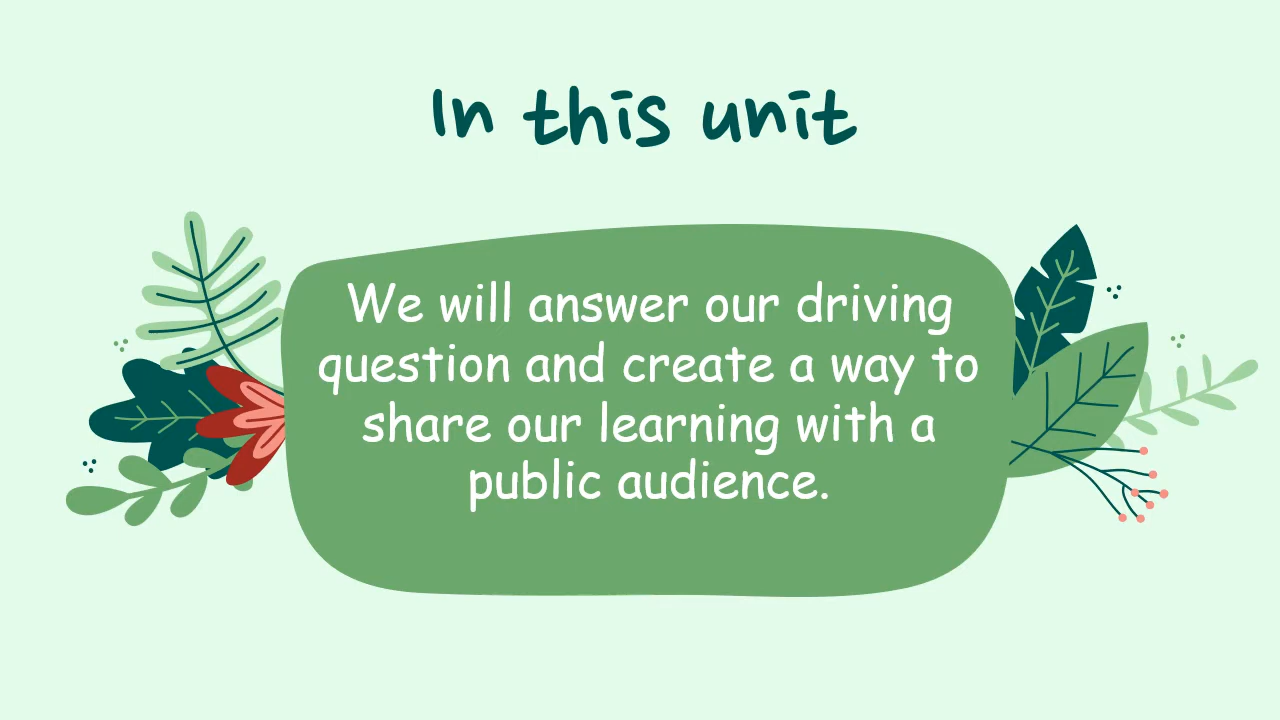 In this unit
We will answer our driving
question and create a way to
share our learning with a
public audience.